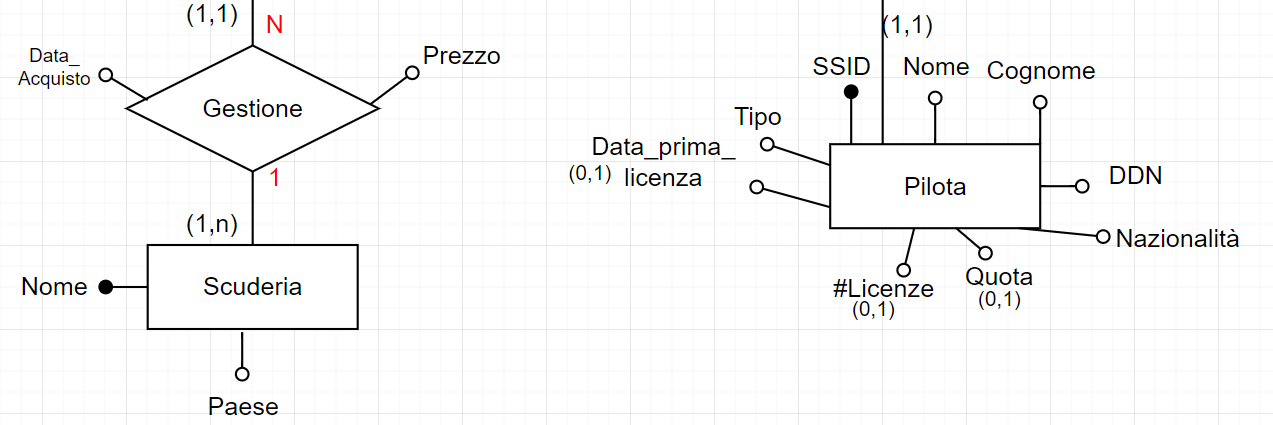 (1,1)
N
Data_
Acquisto
Prezzo
Gestione
1
(1,n)
Nome
Scuderia
Paese
(1,1)
SSID
Nome
Cognome
Tipo
Data_prima_
(0,1) licenza
Pilota
DDN
Nazionalità
#Licenze
(0,1)
Quota
(0,1)